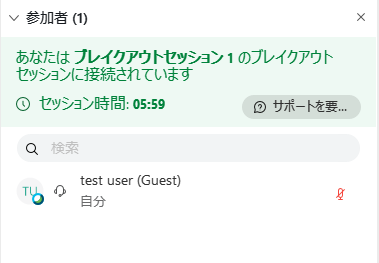 参加者 (1)
あなたは ブレイクアウトセッション 1 のブレイクアウト
セッションに接続されています
セッション時間: 05:59
サポートを要...
検索
TU
test user (Guest)
自分